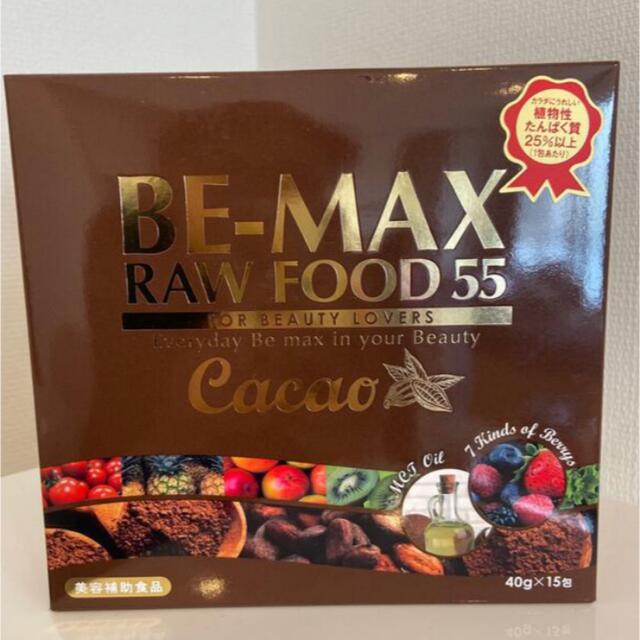 カラダにうれしい
植物性
たんぱく質
25%以上
(1包あたり)
BE-MAX
RAW FOOD 55
FOR BEAUTY LOVERS
Everyday Be max in your Beauty
Cacao
MCT Oil
7 Kinds of Berrys
美容補助食品
40g×15包